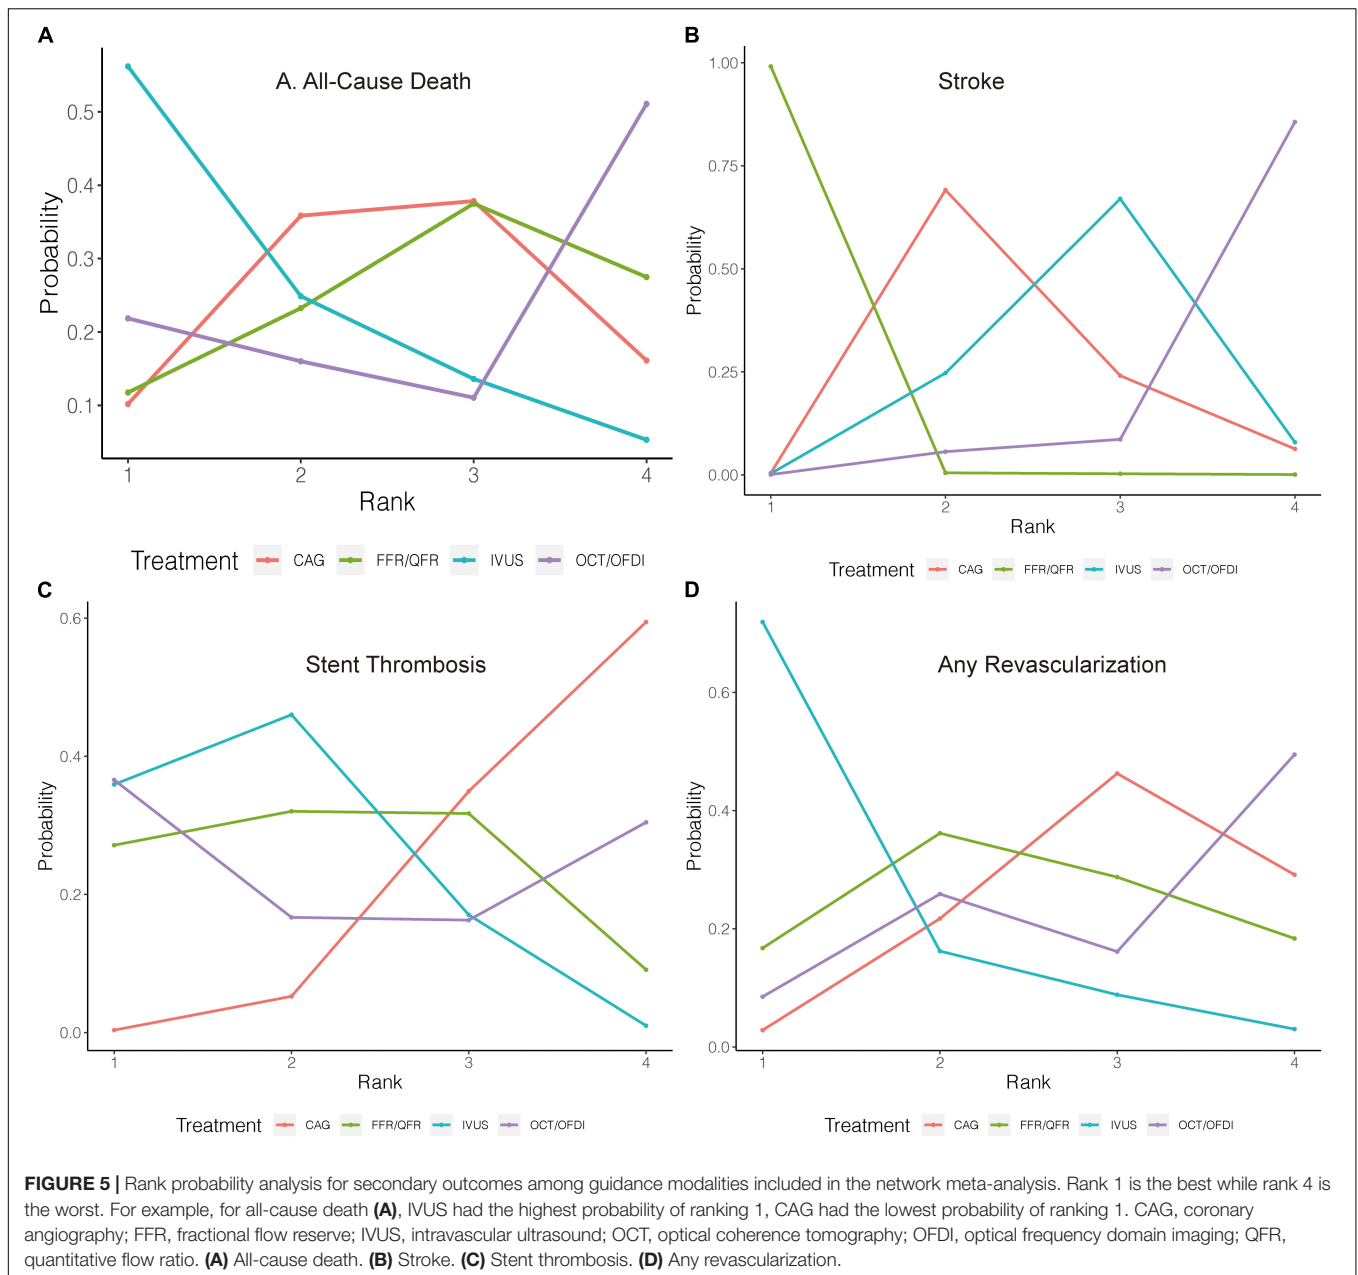 A
A. All-Cause Death
0.5
0.4
0.3
0.2
0.1
Probability
1 2 3 4
Rank
Treatment CAG FFR/QFR IVUS OCT/OFDI
B
Stroke
1.00
0.75
0.50
0.25
0.00
Probability
1 2 3 4
Rank
Treatment CAG FFR/QFR IVUS OCT/OFDI
C
Stent Thrombosis
0.6
0.4
0.2
0.0
Probability
1 2 3 4
Rank
Treatment CAG FFR/QFR IVUS OCT/OFDI
D
Any Revascularization
0.6
0.4
0.2
0.0
Probability
1 2 3 4
Rank
Treatment CAG FFR/QFR IVUS OCT/OFDI
FIGURE 5 | Rank probability analysis for secondary outcomes among guidance modalities included in the network meta-analysis. Rank 1 is the best while rank 4 is
the worst. For example, for all-cause death (A), IVUS had the highest probability of ranking 1, CAG had the lowest probability of ranking 1. CAG, coronary
angiography; FFR, fractional flow reserve; IVUS, intravascular ultrasound; OCT, optical coherence tomography; OFDI, optical frequency domain imaging; QFR,
quantitative flow ratio. (A) All-cause death. (B) Stroke. (C) Stent thrombosis. (D) Any revascularization.